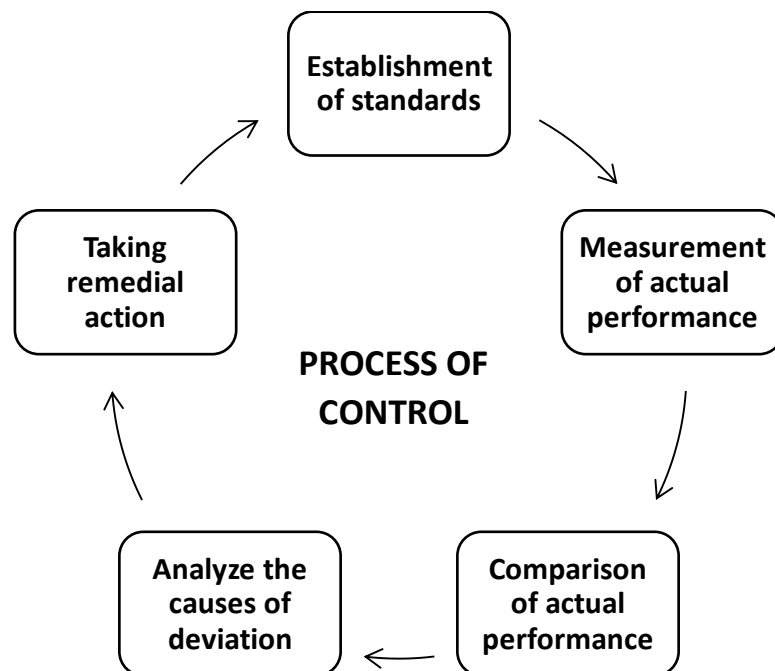 Establishment
of standards
Measurement
of actual
performance
Comparison
of actual
performance
Analyze the
causes of
deviation
Taking
remedial
action
PROCESS OF
CONTROL